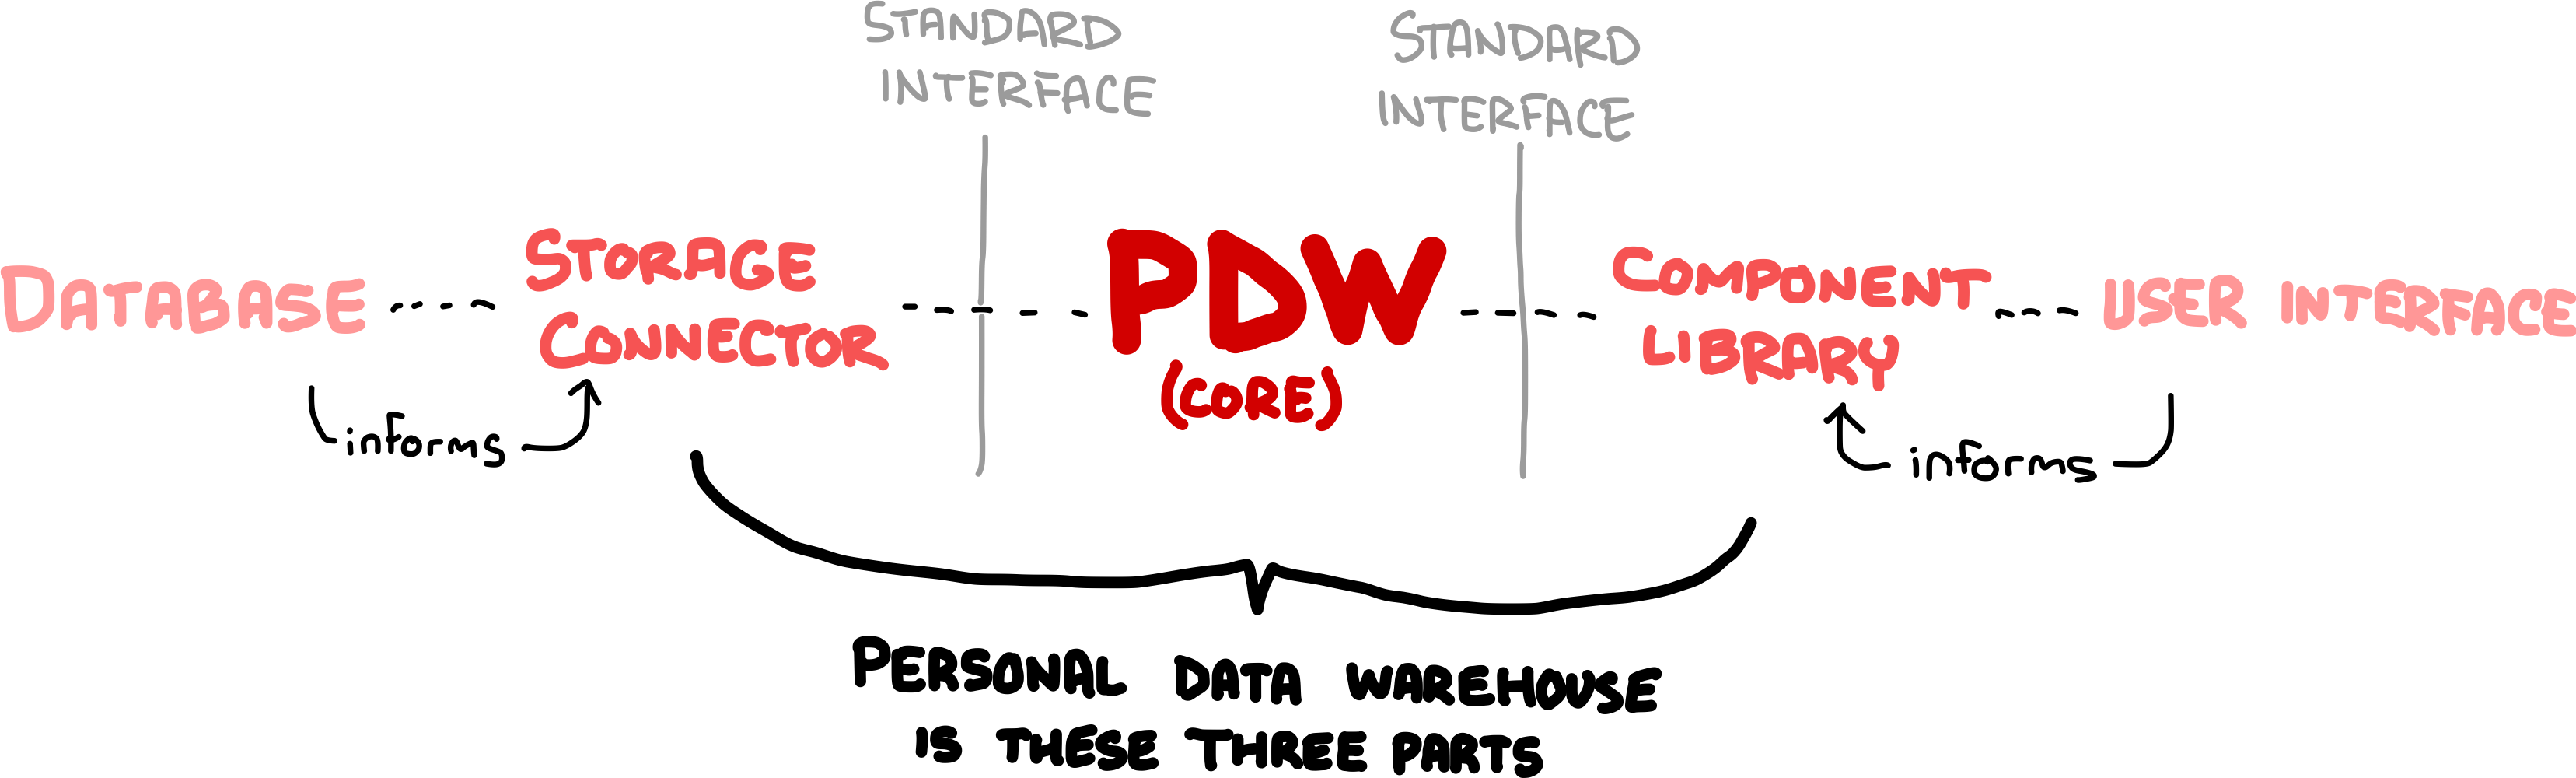 STANDARD
INTERFACE
STANDARD
INTERFACE
DATABASE
STORAGE
CONNECTOR
PDW
(CORE)
COMPONENT
LIBRARY
USER INTERFACE
informs
informs
PERSONAL DATA WAREHOUSE
IS THESE THREE PARTS